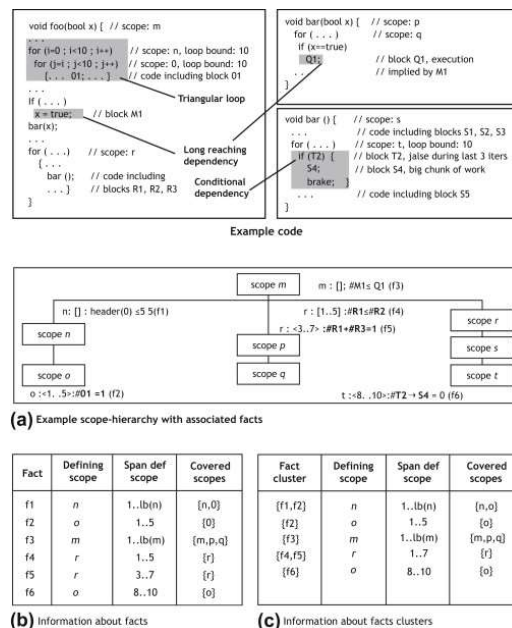 void foo(bool x) { // scope: m
. . .
for (i=0 ; i<10 ; i++) // scope: n, loop bound: 10
for (j=i ; j<10 ; j++) // scope: 0, loop bound: 10
{. . . 01; . . . } // code including block 01
. . .
Triangular loop
if ( . . . )
x = true; // block M1
bar(x);
. . .
for ( . . .) // scope: r
{. . .
bar (); // code including
. . .} // blocks R1, R2, R3
}
Long reaching
dependency
Conditional
dependency
void bar(bool x) { // scope: p
for ( . . . ) // scope: q
if (x==true)
Q1; // block Q1, execution
. . . // implied by M1
}
void bar () { // scope: s
. . . // code including blocks S1, S2, S3
for ( . . . ) // scope: t, loop bound: 10
if (T2) { // block T2, jalse during last 3 iters
S4; // block S4, big chunk of work
brake; }
. . . // code include block S5
}
Example code
scope m m : []; #M1≤ Q1 (f3)
n: [] : header(0) ≤5 5(f1) r : [1..5] :#R1≤#R2 (f4)
r : <3..7> :#R1+#R3=1 (f5)
scope n
scope p
scope r
scope s
scope o
scope q
scope t
o :<1. ..5>:#01 =1 (f2) t :<8. ..10>:#T2→ S4 = 0 (f6)
(a) Example scope-hierarchy with associated facts
Fact Defining scope Span def scope Covered scopes
f1 n 1..lb(n) {n,0}
f2 o 1..5 {0}
f3 m 1..lb(m) {m,p,q}
f4 r 1..5 {r}
f5 r 3..7 {r}
f6 o 8..10 {o}
(b) Information about facts
Fact cluster Defining scope Span def scope Covered scopes
{f1,f2} n 1..lb(n) {n,o}
{f2} o 1..5 {o}
{f3} m 1..lb(m) {m,p,q}
{f4,f5} r 1..7 {r}
{f6} o 8..10 {o}
(c) Information about facts clusters